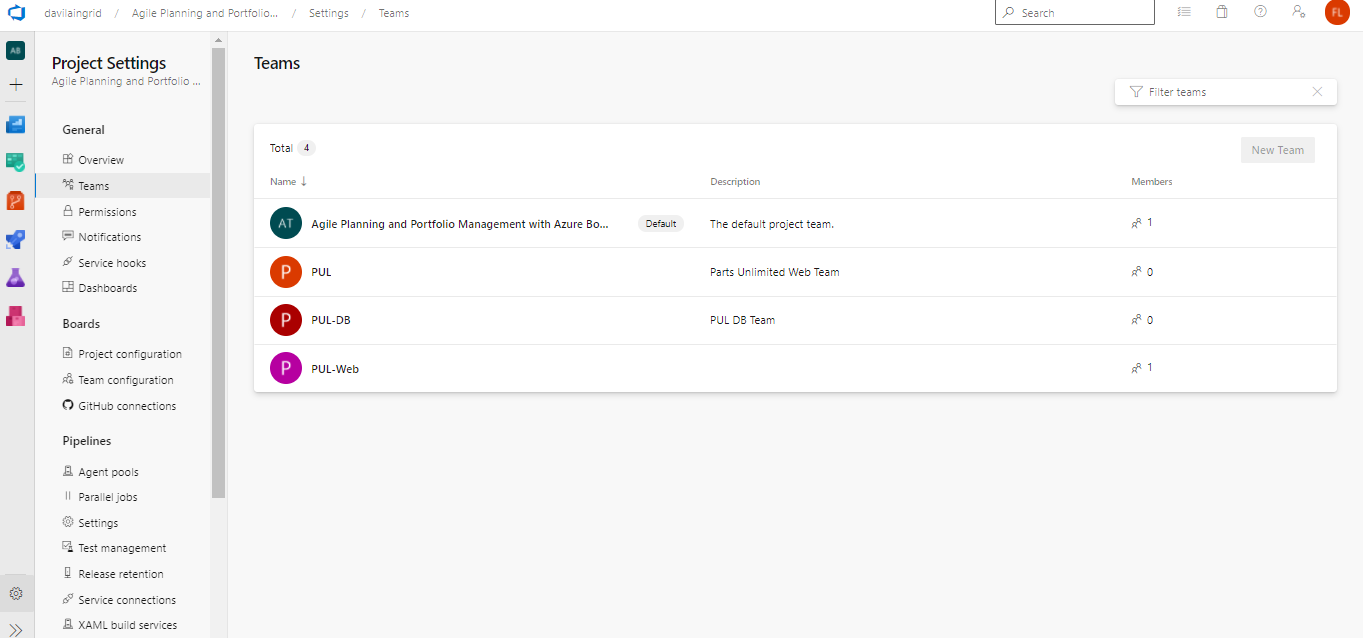 davilaingrid / Agile Planning and Portfolio... / Settings / Teams
Search
FL
AB
Project Settings
Agile Planning and Portfolio ...
General
Overview
Teams
Permissions
Notifications
Service hooks
Dashboards
Boards
Project configuration
Team configuration
GitHub connections
Pipelines
Agent pools
Parallel jobs
Settings
Test management
Release retention
Service connections
XAML build services
Teams
Filter teams
Total 4
New Team
Name ↓ Description Members
AT Agile Planning and Portfolio Management with Azure Bo... Default The default project team. 1
P PUL Parts Unlimited Web Team 0
P PUL-DB PUL DB Team 0
P PUL-Web 1